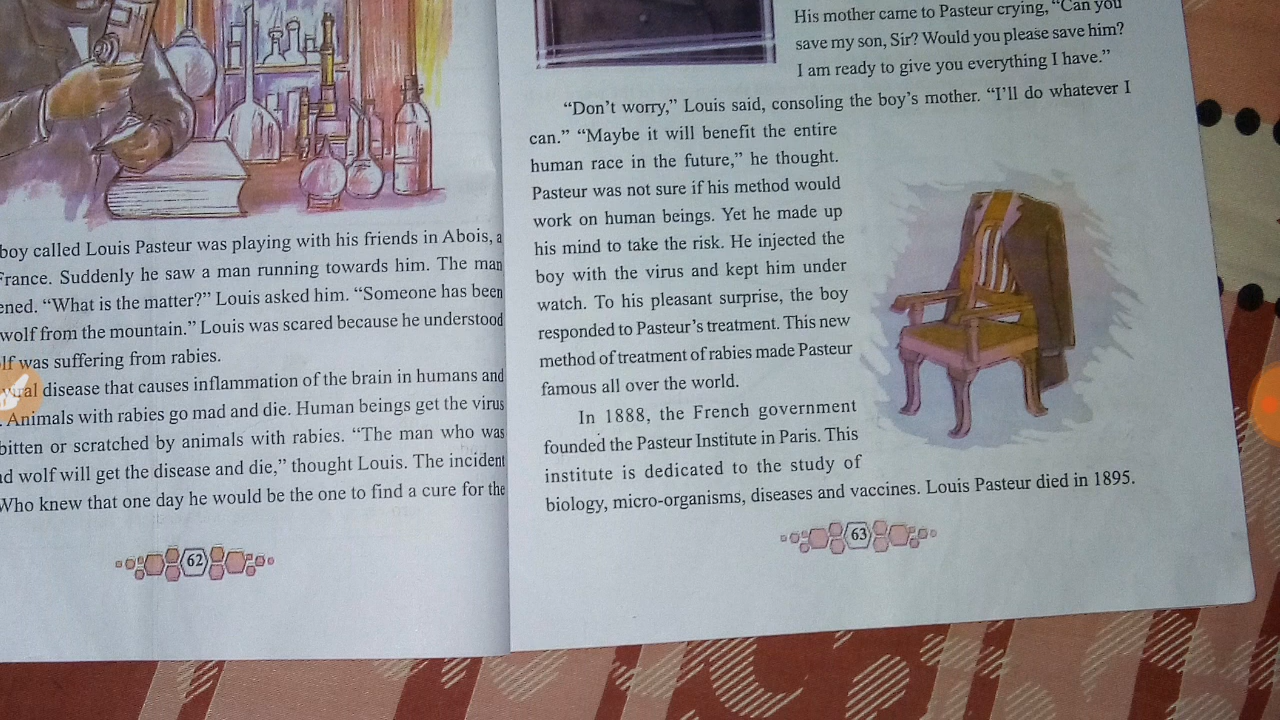 boy called Louis Pasteur was playing with his friends in Abois, a
France. Suddenly he saw a man running towards him. The man
ened. “What is the matter?” Louis asked him. “Someone has been
wolf from the mountain.” Louis was scared because he understood
lf was suffering from rabies.
viral disease that causes inflammation of the brain in humans and
. Animals with rabies go mad and die. Human beings get the virus
bitten or scratched by animals with rabies. “The man who was
ad wolf will get the disease and die,” thought Louis. The incident
Who knew that one day he would be the one to find a cure for the
62
His mother came to Pasteur crying, “Can you
save my son, Sir? Would you please save him?
I am ready to give you everything I have.”
“Don’t worry,” Louis said, consoling the boy’s mother. “I’ll do whatever I
can.” “Maybe it will benefit the entire
human race in the future,” he thought.
Pasteur was not sure if his method would
work on human beings. Yet he made up
his mind to take the risk. He injected the
boy with the virus and kept him under
watch. To his pleasant surprise, the boy
responded to Pasteur’s treatment. This new
method of treatment of rabies made Pasteur
famous all over the world.
In 1888, the French government
founded the Pasteur Institute in Paris. This
institute is dedicated to the study of
biology, micro-organisms, diseases and vaccines. Louis Pasteur died in 1895.
63